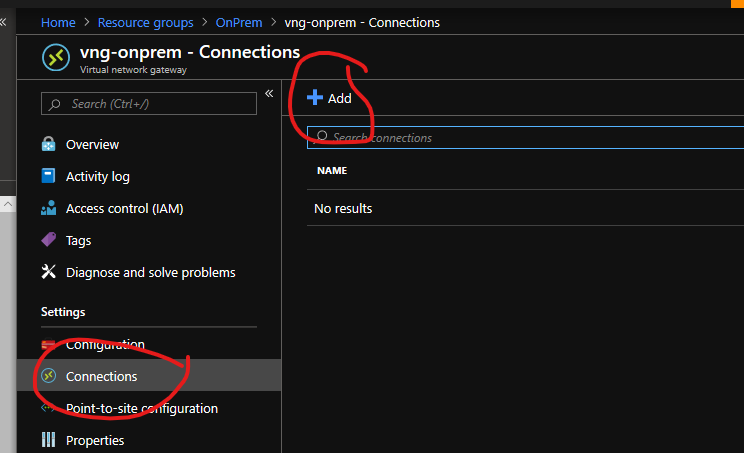 Home > Resource groups > OnPrem > vng-onprem - Connections
vng-onprem - Connections
Virtual network gateway
Search (Ctrl+/)
Overview
Activity log
Access control (IAM)
Tags
Diagnose and solve problems
Settings
Configuration
Connections
Point-to-site configuration
Properties
Add
Search connections
NAME
No results